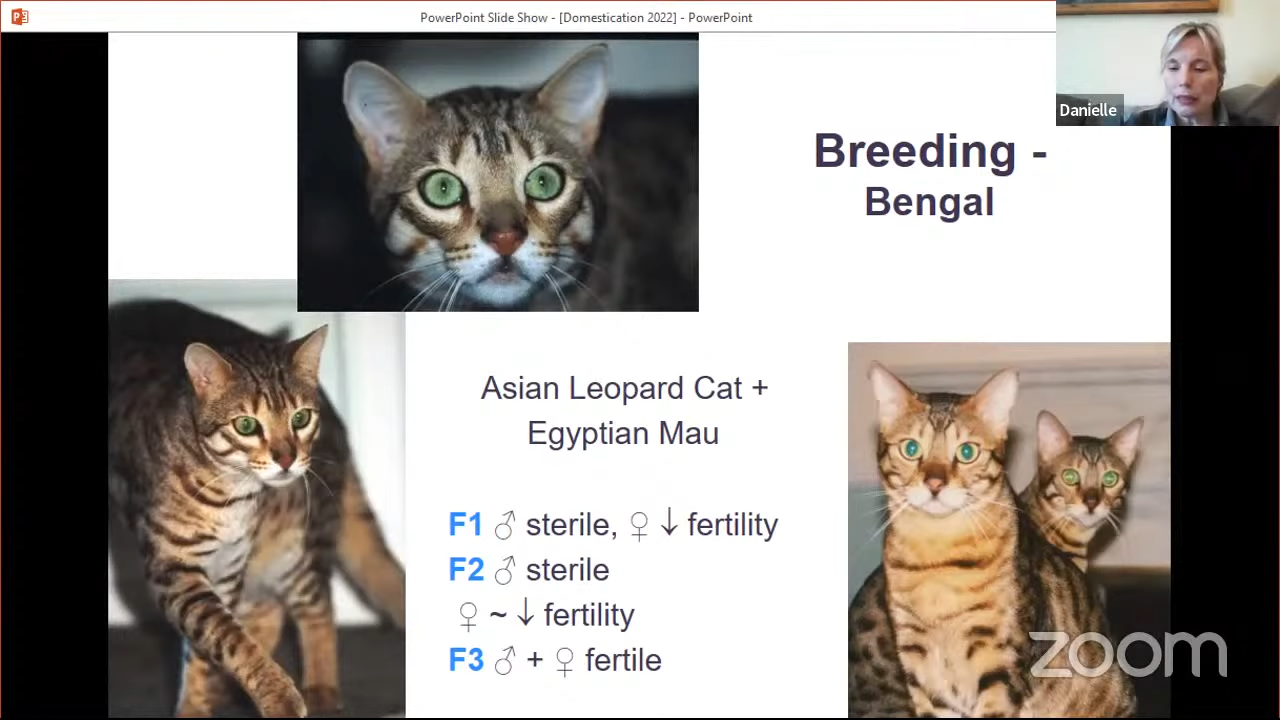 PowerPoint Slide Show - [Domestication 2022] - PowerPoint
Danielle
Breeding -
Bengal
Asian Leopard Cat +
Egyptian Mau
F1 ♂ sterile, ♀ ↓ fertility
F2 ♂ sterile
♀ ~ ↓ fertility
F3 ♂ + ♀ fertile
zoom